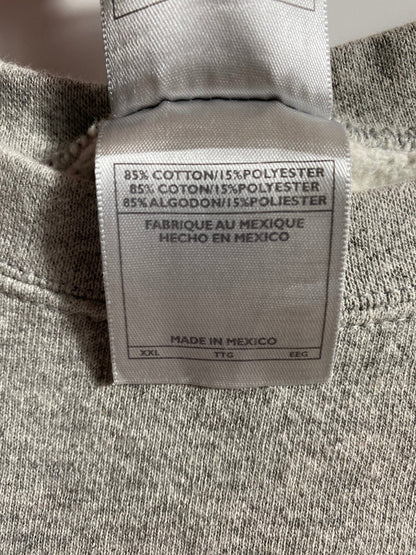 85% COTTON/15%POLYESTER
85% COTON/15%POLYESTER
85%ALGODON/15%POLIESTER
FABRIQUE AU MEXIQUE
HECHO EN MEXICO
MADE IN MEXICO
XXL TTG EEG